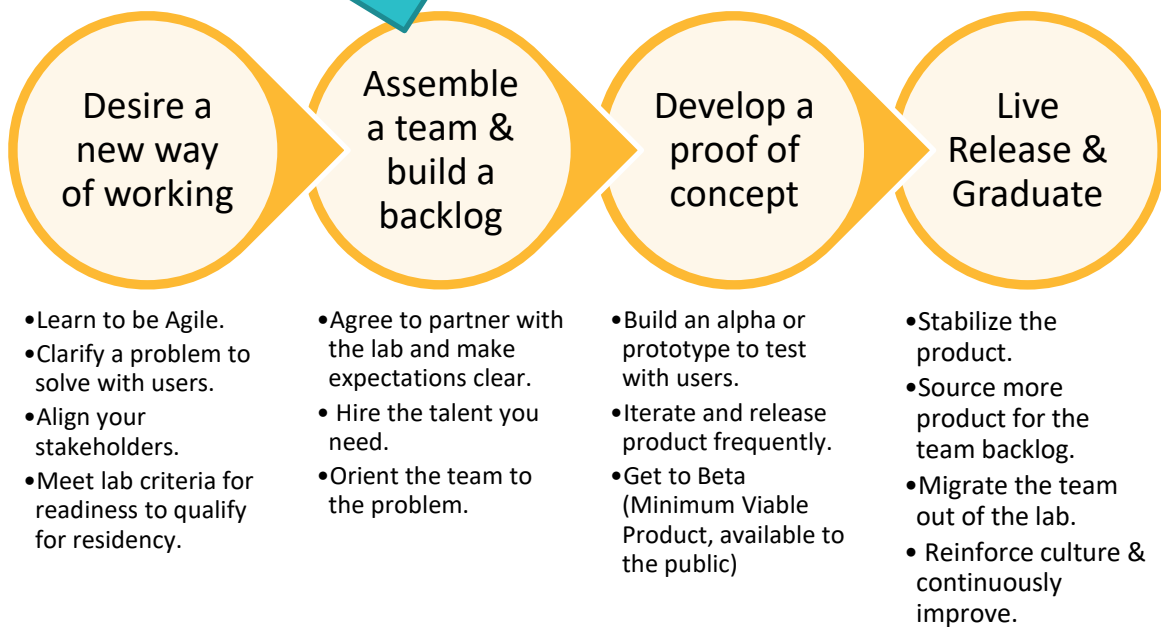 Desire a
new way
of working
Assemble
a team &
build a
backlog
Develop a
proof of
concept
Live
Release &
Graduate
•Learn to be Agile.
•Clarify a problem to
solve with users.
•Align your
stakeholders.
•Meet lab criteria for
readiness to qualify
for residency.
•Agree to partner with
the lab and make
expectations clear.
• Hire the talent you
need.
•Orient the team to
the problem.
•Build an alpha or
prototype to test
with users.
•Iterate and release
product frequently.
•Get to Beta
(Minimum Viable
Product, available to
the public)
•Stabilize the
product.
•Source more
product for the
team backlog.
•Migrate the team
out of the lab.
• Reinforce culture &
continuously
improve.